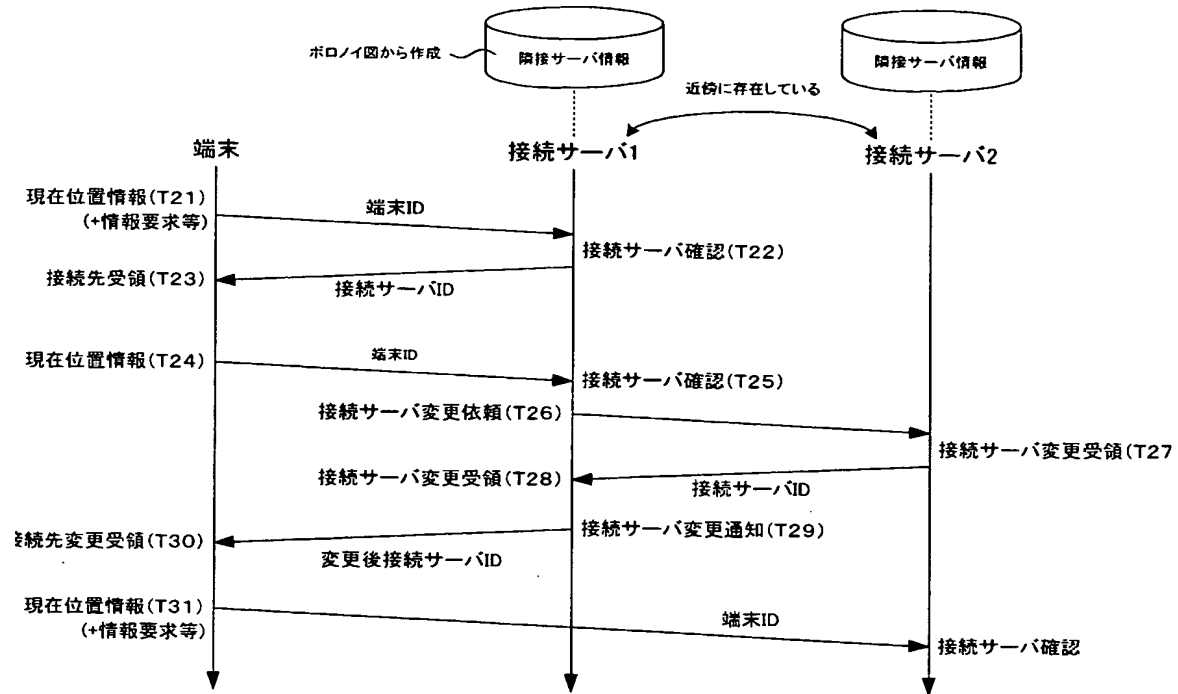 ボロノイ図から作成
隣接サーバ情報
隣接サーバ情報
近傍に存在している
端末
接続サーバ1
接続サーバ2
現在位置情報(T21)
(+情報要求等)
端末ID
接続サーバ確認(T22)
接続先受領(T23)
接続サーバID
現在位置情報(T24)
端末ID
接続サーバ確認(T25)
接続サーバ変更依頼(T26)
接続サーバ変更受領(T27
接続サーバ変更受領(T28)
接続サーバID
接続サーバ変更通知(T29)
接続先変更受領(T30)
変更後接続サーバID
現在位置情報(T31)
(+情報要求等)
端末ID
接続サーバ確認